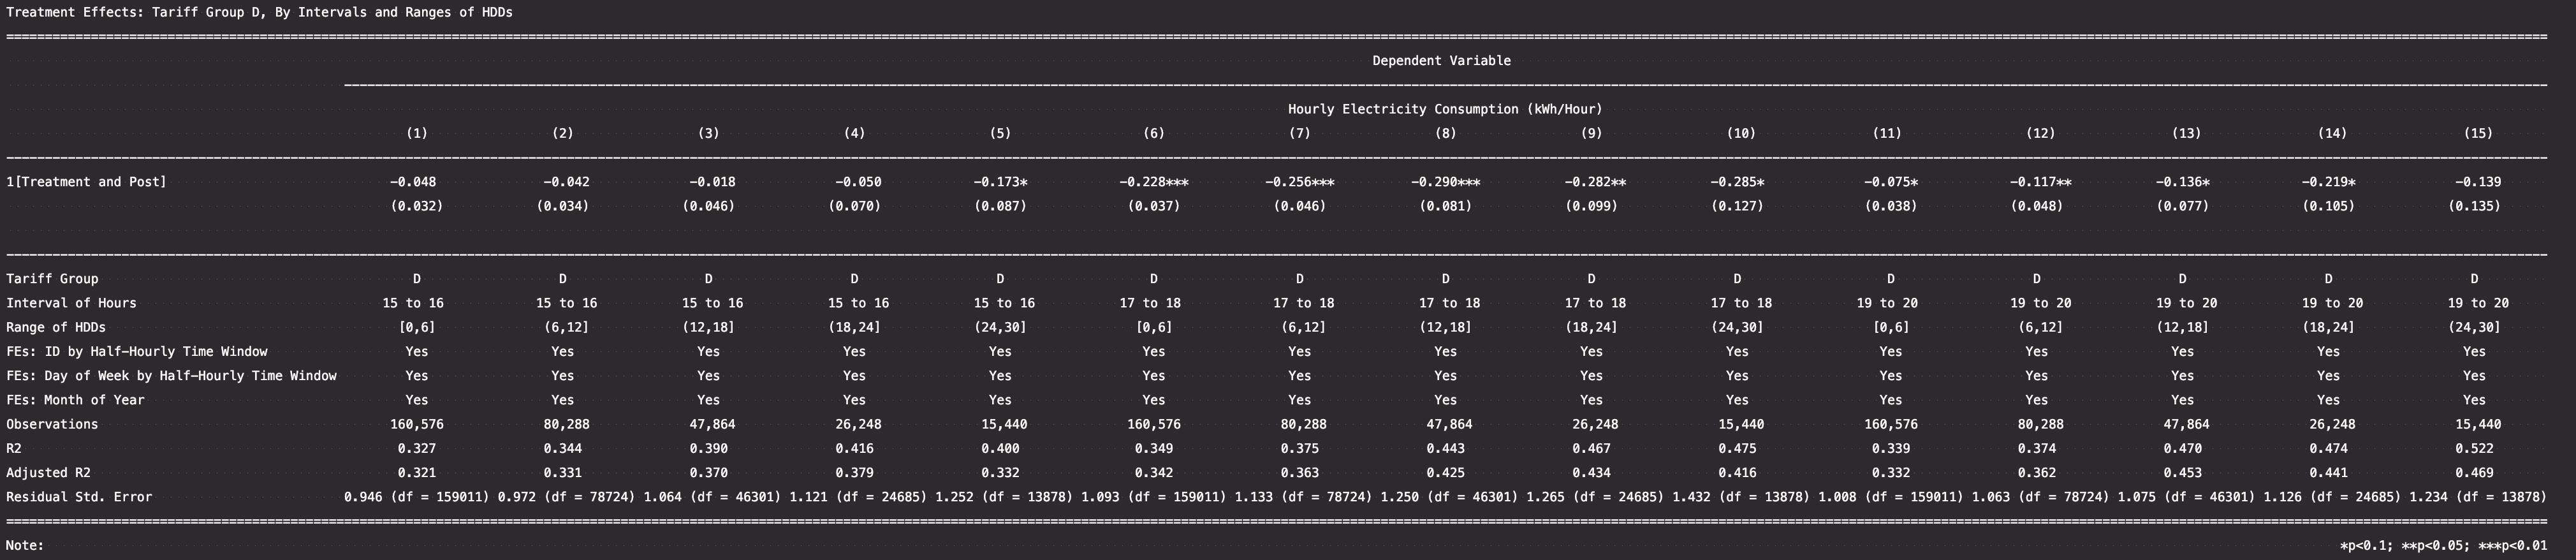 Treatment Effects: Tariff Group D, By Intervals and Ranges of HDDs
Dependent Variable
Hourly Electricity Consumption (kWh/Hour)
(1) (2) (3) (4) (5) (6) (7) (8) (9) (10) (11) (12) (13) (14) (15)
1[Treatment and Post] -0.048 -0.042 -0.018 -0.050 -0.173* -0.228*** -0.256*** -0.290*** -0.282** -0.285* -0.075* -0.117** -0.136* -0.219* -0.139
(0.032) (0.034) (0.046) (0.070) (0.087) (0.037) (0.046) (0.081) (0.099) (0.127) (0.038) (0.048) (0.077) (0.105) (0.135)
Tariff Group D D D D D D D D D D D D D D D
Interval of Hours 15 to 16 15 to 16 15 to 16 15 to 16 15 to 16 17 to 18 17 to 18 17 to 18 17 to 18 17 to 18 19 to 20 19 to 20 19 to 20 19 to 20 19 to 20
Range of HDDs [0,6] (6,12] (12,18] (18,24] (24,30] [0,6] (6,12] (12,18] (18,24] (24,30] [0,6] (6,12] (12,18] (18,24] (24,30]
FEs: ID by Half-Hourly Time Window Yes Yes Yes Yes Yes Yes Yes Yes Yes Yes Yes Yes Yes Yes Yes
FEs: Day of Week by Half-Hourly Time Window Yes Yes Yes Yes Yes Yes Yes Yes Yes Yes Yes Yes Yes Yes Yes
FEs: Month of Year Yes Yes Yes Yes Yes Yes Yes Yes Yes Yes Yes Yes Yes Yes Yes
Observations 160,576 80,288 47,864 26,248 15,440 160,576 80,288 47,864 26,248 15,440 160,576 80,288 47,864 26,248 15,440
R2 0.327 0.344 0.390 0.416 0.400 0.349 0.375 0.443 0.467 0.475 0.339 0.374 0.470 0.474 0.522
Adjusted R2 0.321 0.331 0.370 0.379 0.332 0.342 0.363 0.425 0.434 0.416 0.332 0.362 0.453 0.441 0.469
Residual Std. Error 0.946 (df = 159011) 0.972 (df = 78724) 1.064 (df = 46301) 1.121 (df = 24685) 1.252 (df = 13878) 1.093 (df = 159011) 1.133 (df = 78724) 1.250 (df = 46301) 1.265 (df = 24685) 1.432 (df = 13878) 1.008 (df = 159011) 1.063 (df = 78724) 1.075 (df = 46301) 1.126 (df = 24685) 1.234 (df = 13878)
Note: *p<0.1; **p<0.05; ***p<0.01